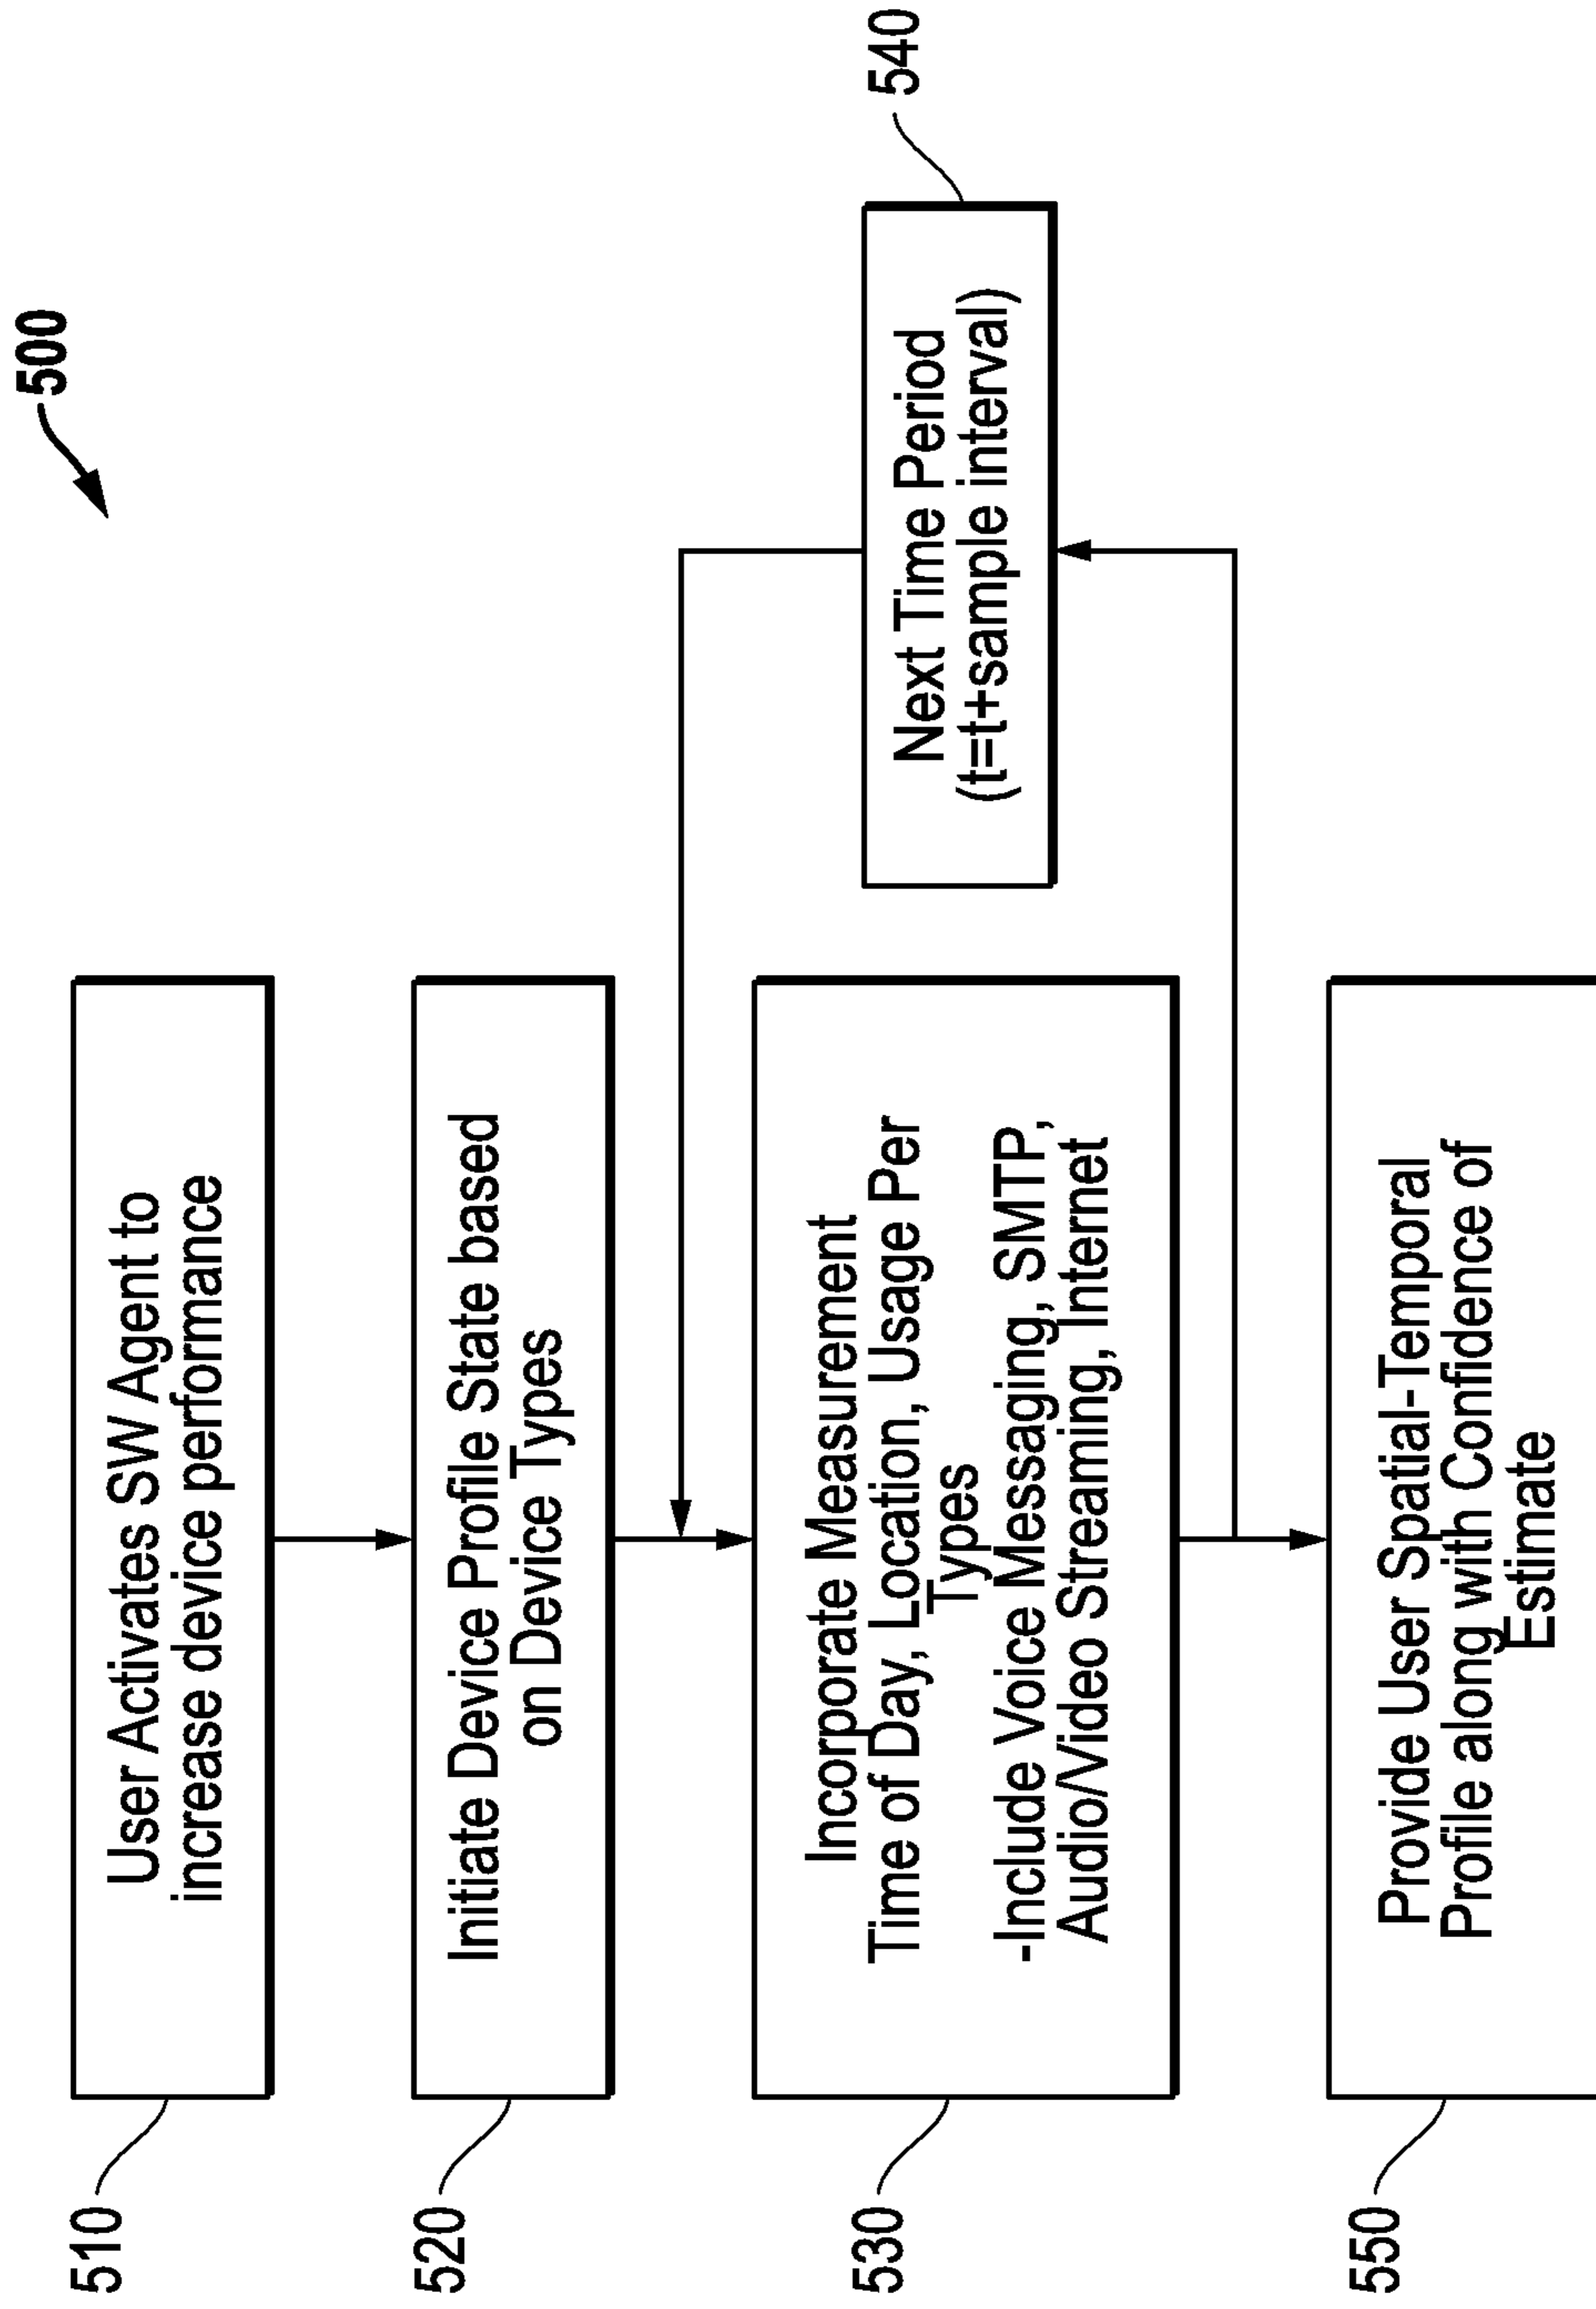 500
510
User Activates SW Agent to
increase device performance
520
Initiate Device Profile State based
on Device Types
530
Incorporate Measurement
Time of Day, Location, Usage Per
Types
-Include Voice Messaging, SMTP,
Audio/Video Streaming, Internet
540
Next Time Period
(t=t+sample interval)
550
Provide User Spatial-Temporal
Profile along with Confidence of
Estimate